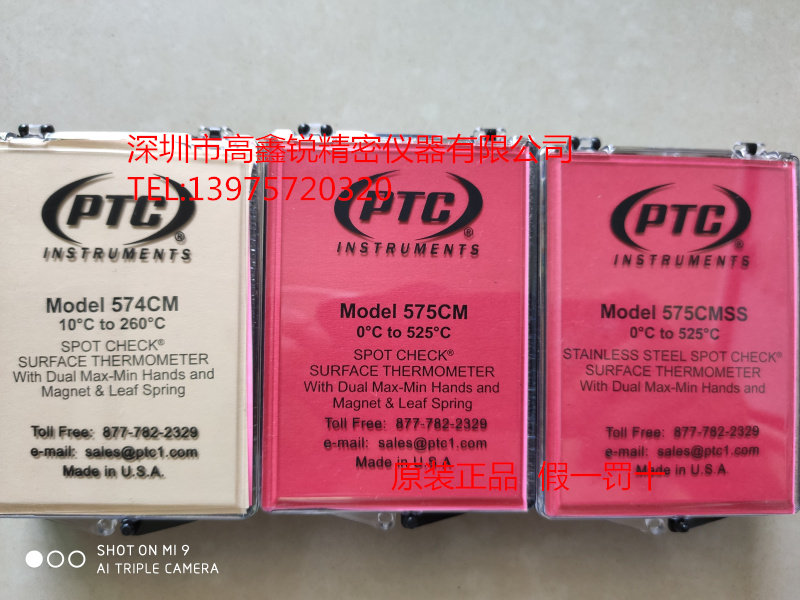 深圳市高鑫锐精密仪器有限公司
TEL:13975720320
PTC®
INSTRUMENTS
Model 574CM
10°C to 260°C
SPOT CHECK®
SURFACE THERMOMETER
With Dual Max-Min Hands and
Magnet & Leaf Spring
Toll Free: 877-782-2329
e-mail: sales@ptc1.com
Made in U.S.A.
PTC®
INSTRUMENTS
Model 575CM
0°C to 525°C
SPOT CHECK®
SURFACE THERMOMETER
With Dual Max-Min Hands and
Magnet & Leaf Spring
Toll Free: 877-782-2329
e-mail: sales@ptc1.com
Made in U.S.A.
PTC®
INSTRUMENTS
Model 575CMSS
0°C to 525°C
STAINLESS STEEL SPOT CHECK®
SURFACE THERMOMETER
With Dual Max-Min Hands and
Toll Free: 877-782-2329
e-mail: sales@ptc1.com
Made in U.S.A.
原装正品 假一罚十
SHOT ON MI 9
AI TRIPLE CAMERA